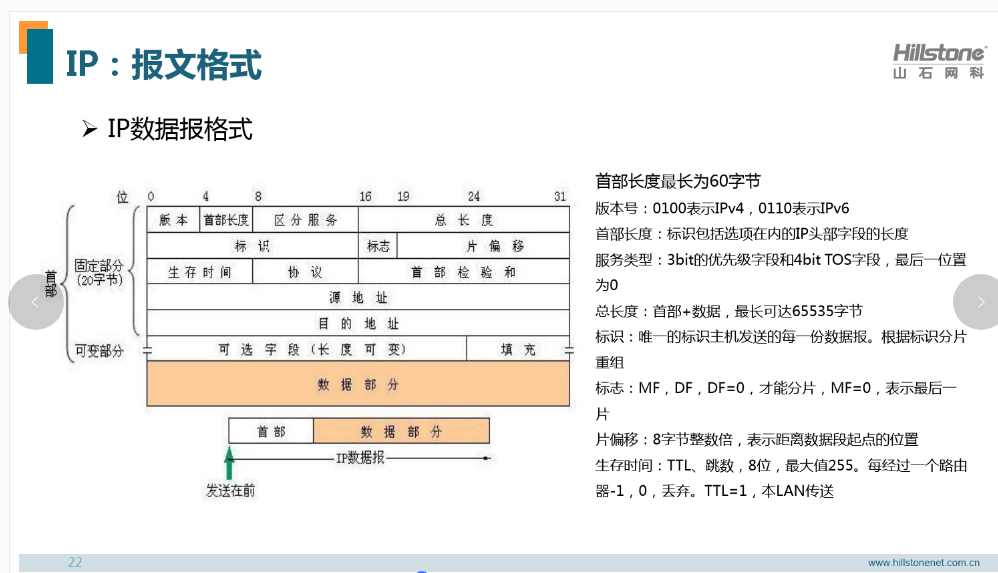 IP：报文格式
Hillstone
山石网科
➢ IP数据报格式
位 0 4 8 16 19 24 31
版本 首部长度 区分服务 总长度
标识 标志 片偏移
生存时间 协议 首部检验和
源地址
目的地址
可选字段（长度可变） 填充
数据部分
首部
固定部分
(20字节)
可变部分
首部 数据部分
IP数据报
发送在前
首部长度最长为60字节
版本号：0100表示IPv4，0110表示IPv6
首部长度：标识包括选项在内的IP头部字段的长度
服务类型：3bit的优先级字段和4bit TOS字段，最后一位置
为0
总长度：首部+数据，最长可达65535字节
标识：唯一的标识主机发送的每一份数据报。根据标识分片
重组
标志：MF，DF，DF=0，才能分片，MF=0，表示最后一
片
片偏移：8字节整数倍，表示距离数据段起点的位置
生存时间：TTL、跳数，8位，最大值255。每经过一个路由
器-1，0，丢弃。TTL=1，本LAN传送
22
www.hillstonenet.com.cn